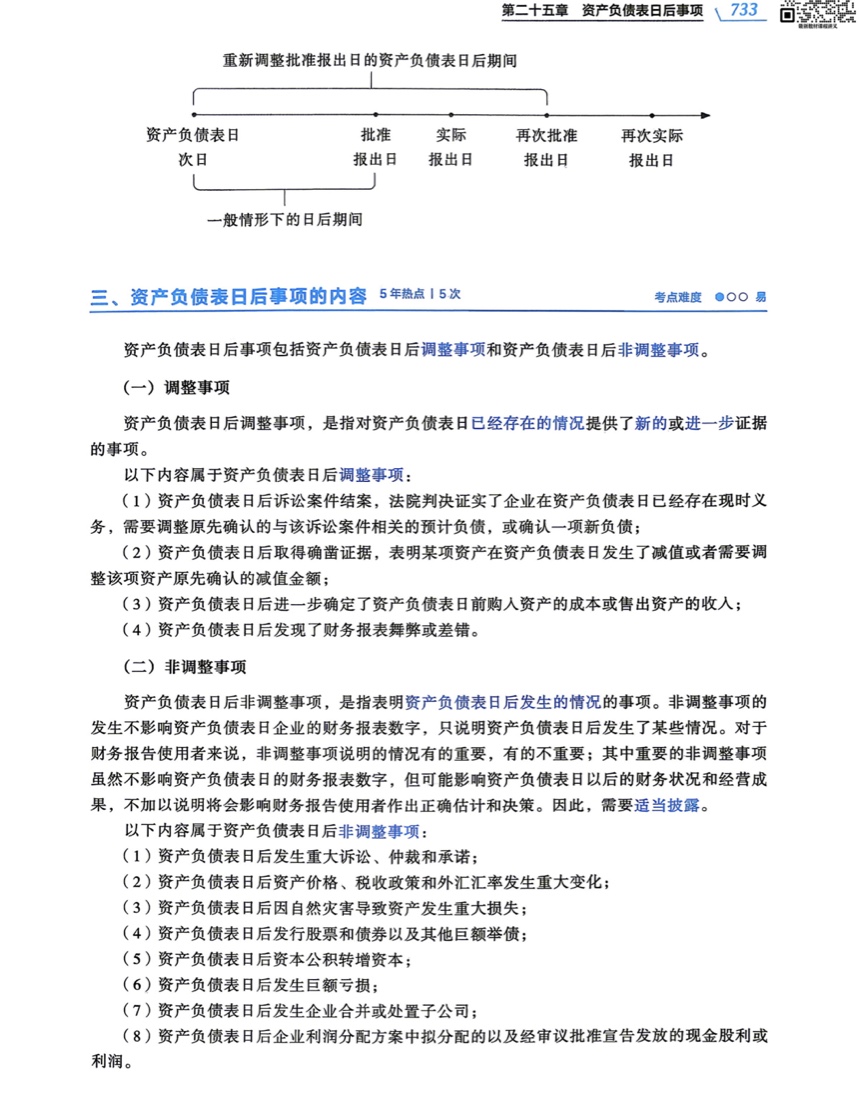 第二十五章 资产负债表日后事项 733
重新调整批准报出日的资产负债表日后期间
资产负债表日 批准 实际 再次批准 再次实际
次日 报出日 报出日 报出日 报出日
一般情形下的日后期间
三、资产负债表日后事项的内容 5年热点 | 5次 考点难度 易
资产负债表日后事项包括资产负债表日后调整事项和资产负债表日后非调整事项。
（一）调整事项
资产负债表日后调整事项，是指对资产负债表日已经存在的情况提供了新的或进一步证据
的事项。
以下内容属于资产负债表日后调整事项：
（1）资产负债表日后诉讼案件结案，法院判决证实了企业在资产负债表日已经存在现时义
务，需要调整原先确认的与该诉讼案件相关的预计负债，或确认一项新负债；
（2）资产负债表日后取得确凿证据，表明某项资产在资产负债表日发生了减值或者需要调
整该项资产原先确认的减值金额；
（3）资产负债表日后进一步确定了资产负债表日前购入资产的成本或售出资产的收入；
（4）资产负债表日后发现了财务报表舞弊或差错。
（二）非调整事项
资产负债表日后非调整事项，是指表明资产负债表日后发生的情况的事项。非调整事项的
发生不影响资产负债表日企业的财务报表数字，只说明资产负债表日后发生了某些情况。对于
财务报告使用者来说，非调整事项说明的情况有的重要，有的不重要；其中重要的非调整事项
虽然不影响资产负债表日的财务报表数字，但可能影响资产负债表日以后的财务状况和经营成
果，不加以说明将会影响财务报告使用者作出正确估计和决策。因此，需要适当披露。
以下内容属于资产负债表日后非调整事项：
（1）资产负债表日后发生重大诉讼、仲裁和承诺；
（2）资产负债表日后资产价格、税收政策和外汇汇率发生重大变化；
（3）资产负债表日后因自然灾害导致资产发生重大损失；
（4）资产负债表日后发行股票和债券以及其他巨额举债；
（5）资产负债表日后资本公积转增资本；
（6）资产负债表日后发生巨额亏损；
（7）资产负债表日后发生企业合并或处置子公司；
（8）资产负债表日后企业利润分配方案中拟分配的以及经审议批准宣告发放的现金股利或
利润。